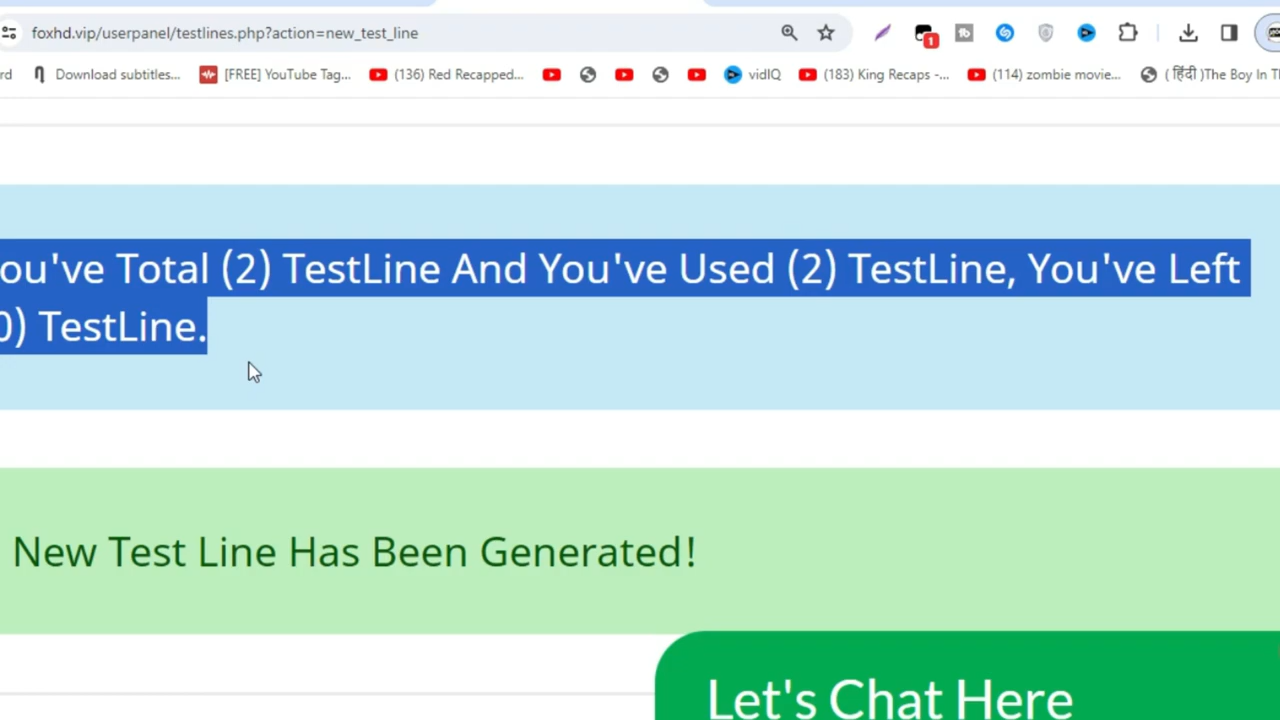 foxhd.vip/userpanel/testlines.php?action=new_test_line
1
rd Download subtitles... [FREE] YouTube Tag... (136) Red Recapped... vidIQ (183) King Recaps -... (114) zombie movie... ( हिंदी )The Boy In T
ou've Total (2) TestLine And You've Used (2) TestLine, You've Left
0) TestLine.
New Test Line Has Been Generated!
Let's Chat Here